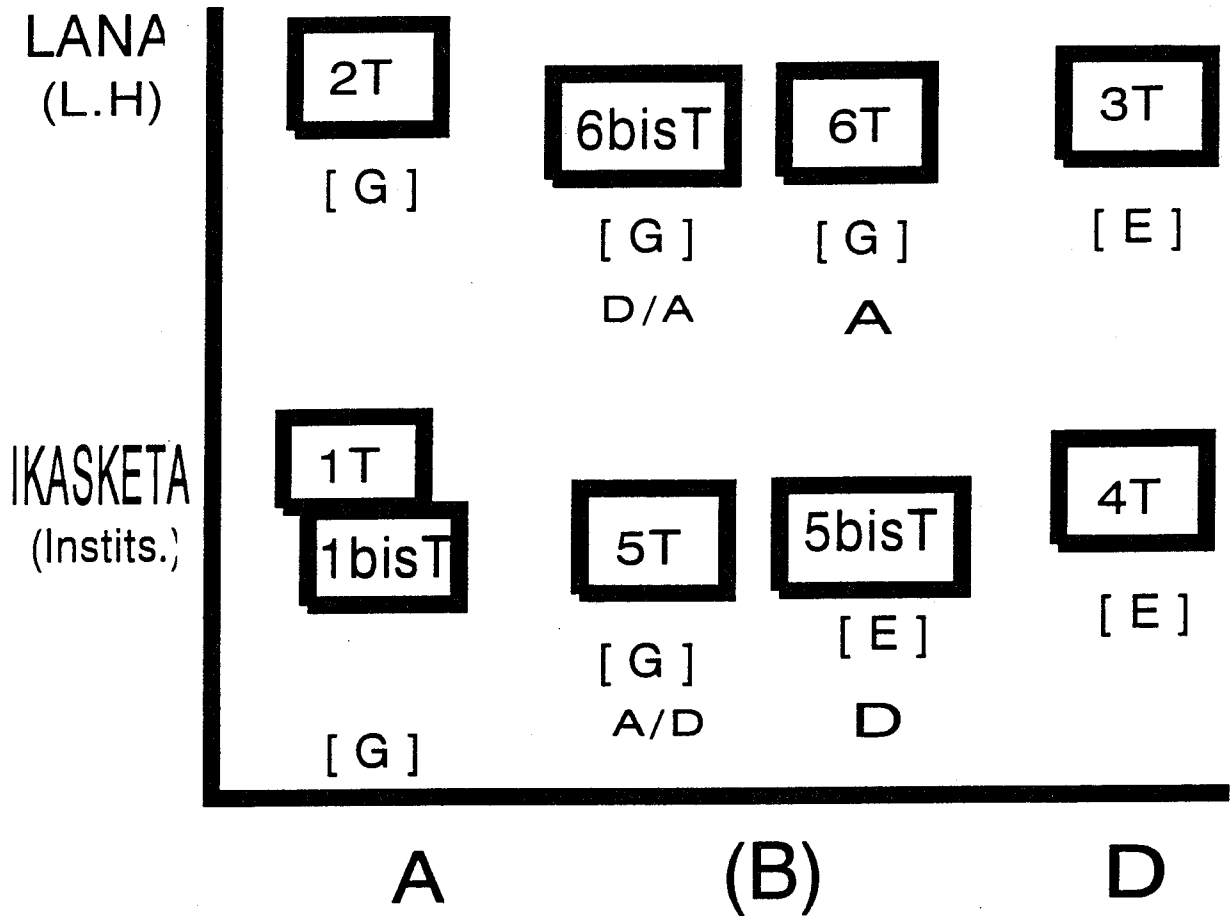 LANA
(L.H)
2T
[ G ]
6bisT
[ G ]
D/A
6T
[ G ]
A
3T
[ E ]
IKASKETA
(Instits.)
1T
1bisT
[ G ]
5T
[ G ]
A/D
5bisT
[ E ]
D
4T
[ E ]
A
(B)
D